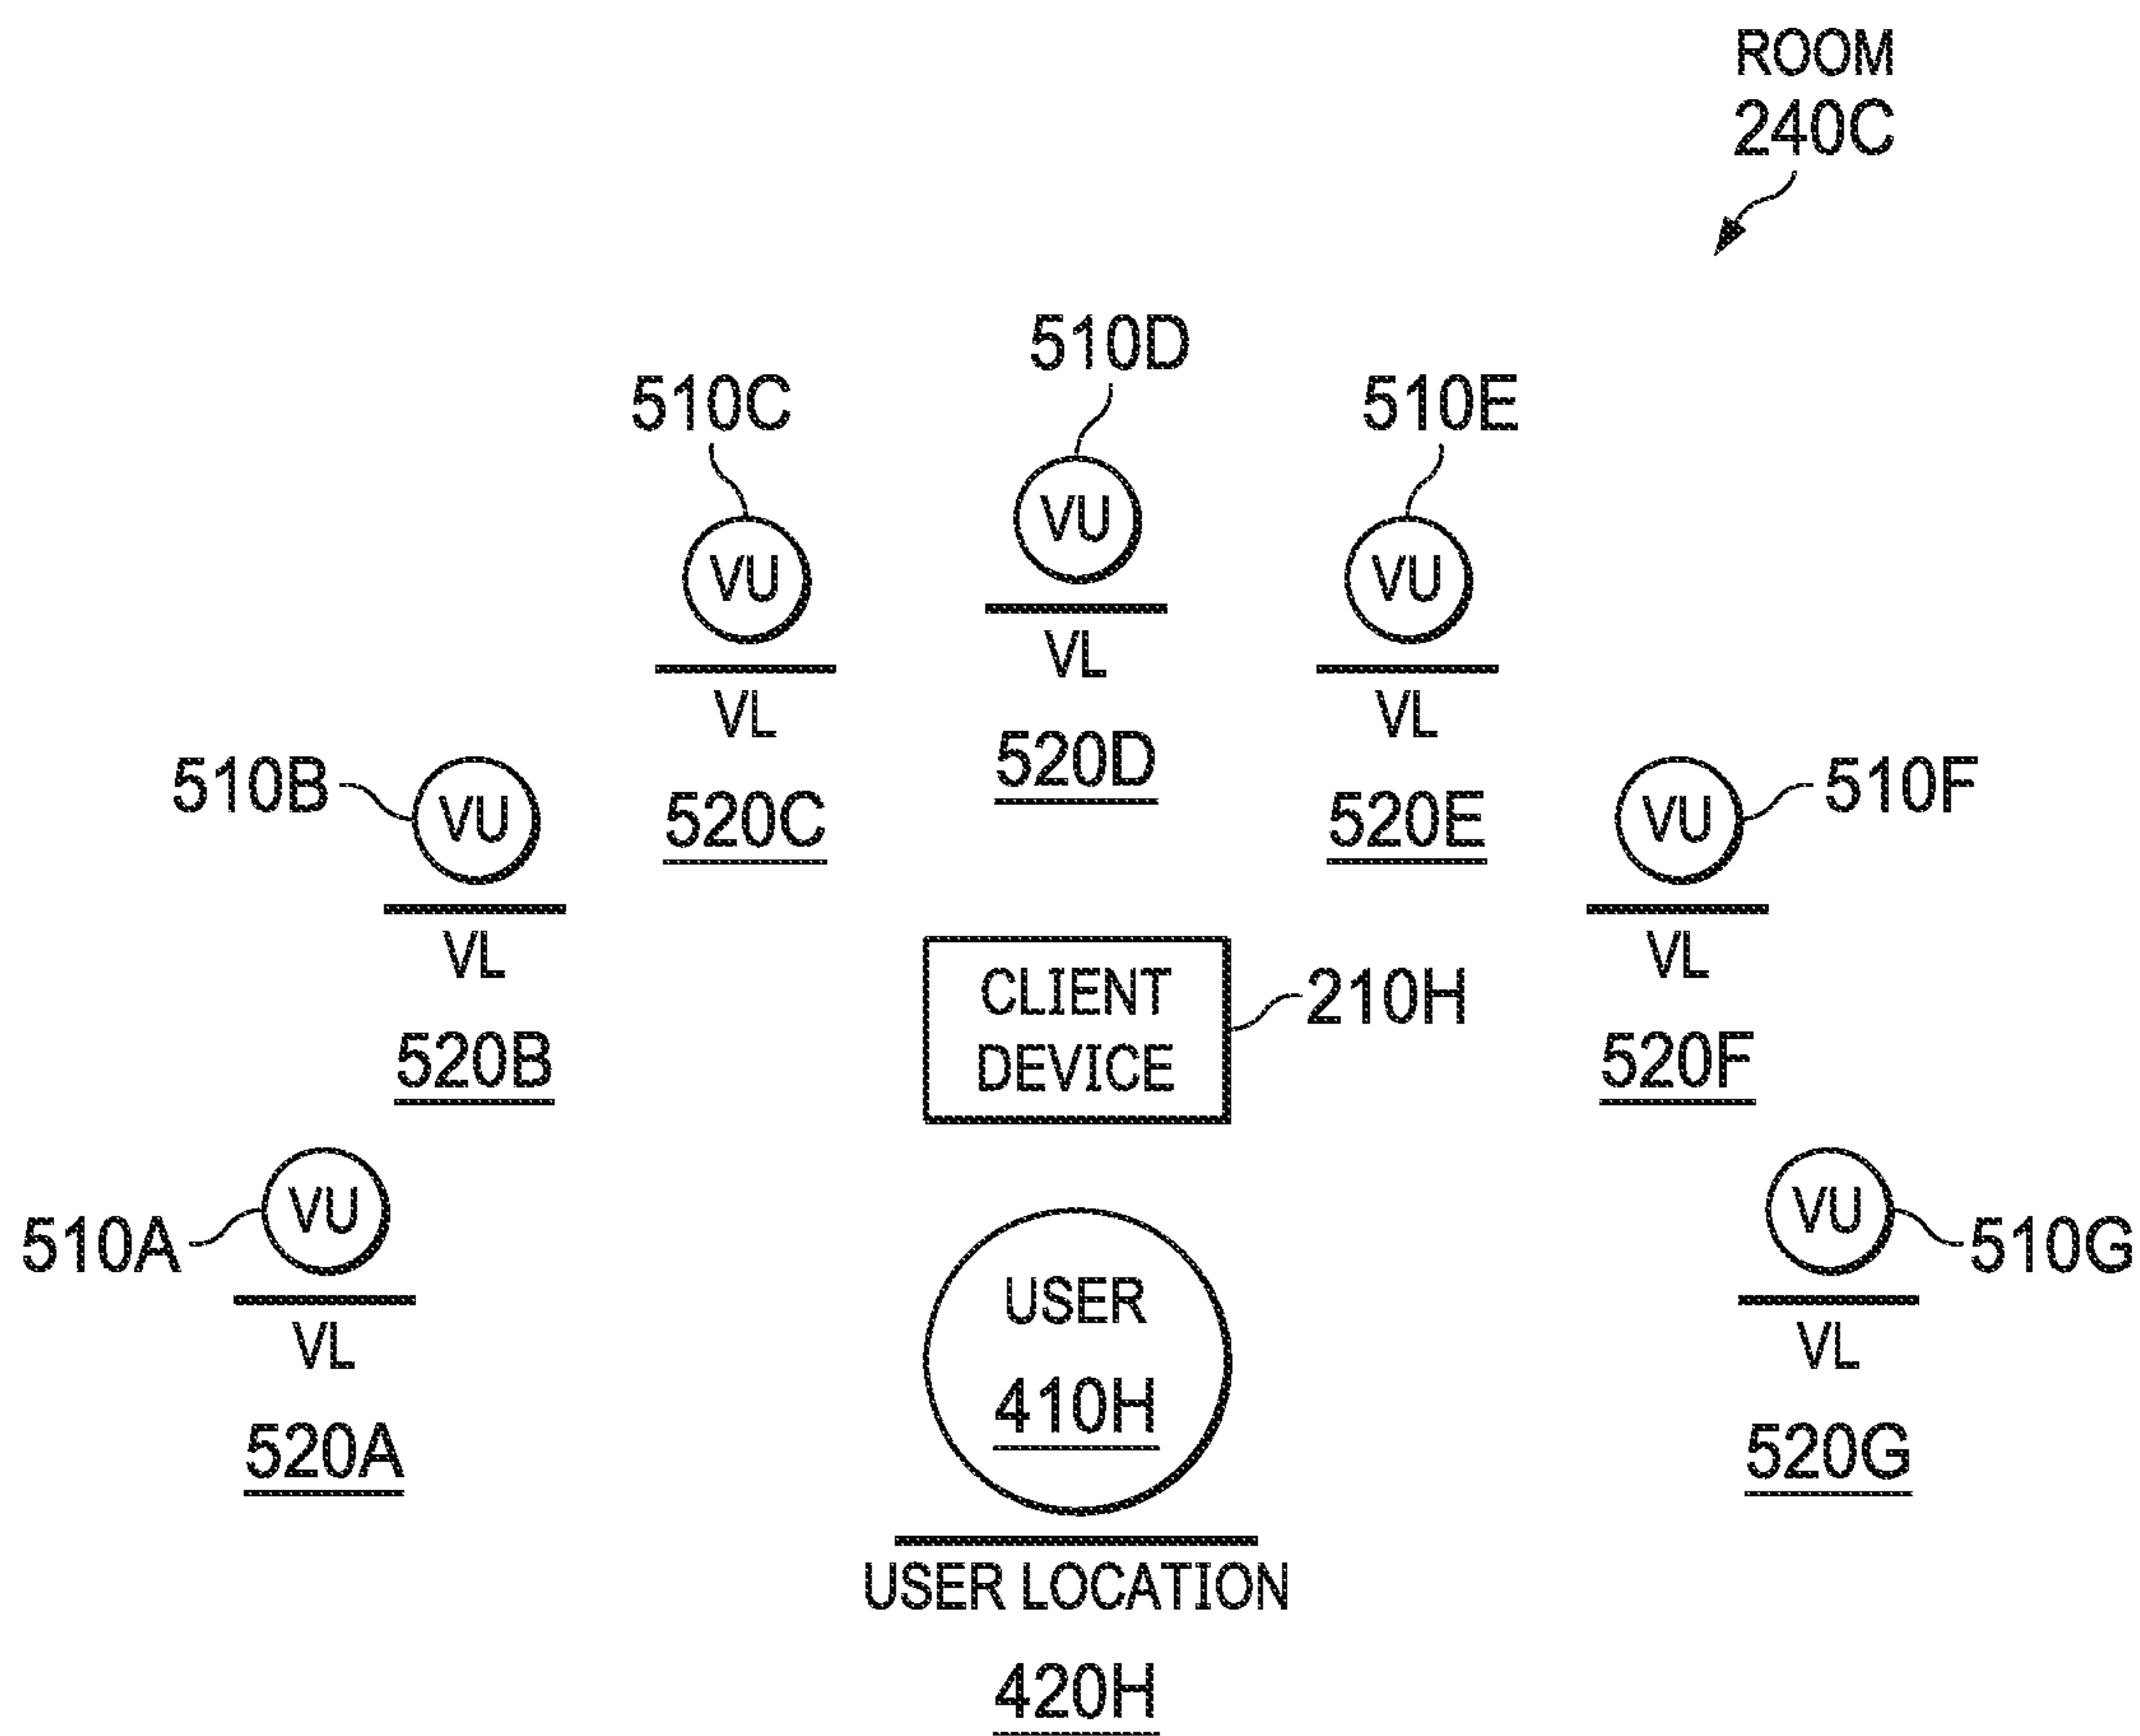 ROOM
240C
510D
510C
510E
VU
VU
VU
VL
VL
VL
520D
510B
VU
520C
520E
VU
510F
VL
VL
CLIENT
DEVICE
210H
520B
520F
510A
VU
VU
510G
USER
410H
VL
VL
520A
520G
USER LOCATION
420H